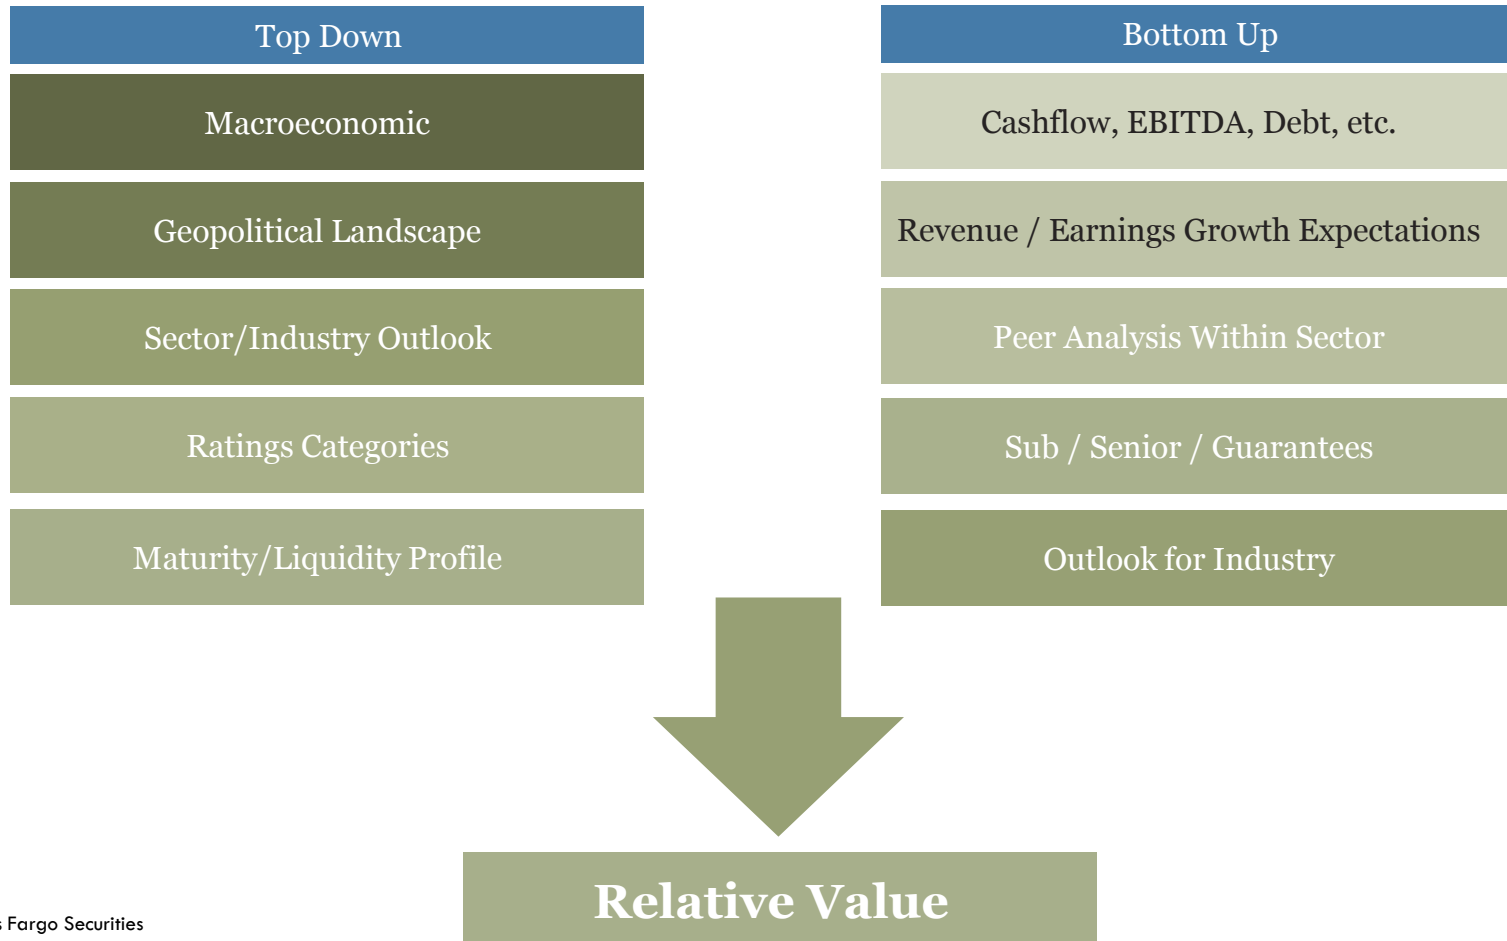 Top Down
Macroeconomic
Geopolitical Landscape
Sector/Industry Outlook
Ratings Categories
Maturity/Liquidity Profile
Bottom Up
Cashflow, EBITDA, Debt, etc.
Revenue / Earnings Growth Expectations
Peer Analysis Within Sector
Sub / Senior / Guarantees
Outlook for Industry
Relative Value
s Fargo Securities